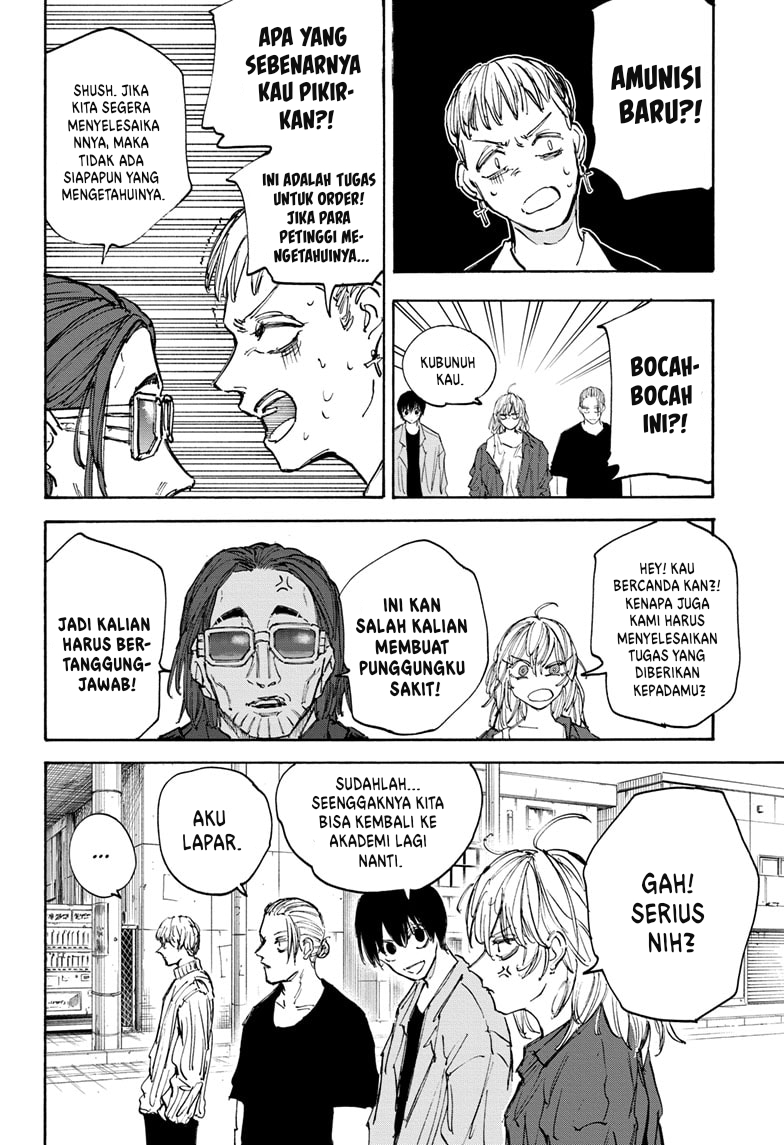 AMUNISI
BARU?!
APA YANG
SEBENARNYA
KAU PIKIR-
KAN?!
INI ADALAH TUGAS
UNTUK ORDER!
JIKA PARA
PETINGGI ME-
NGETAHUINYA...
SHUSH. JIKA
KITA SEGERA
MENYELESAIKA
NNYA, MAKA
TIDAK ADA
SIAPAPUN YANG
MENGETAHUINYA.
BOCAH-
BOCAH
INI?!
KUBUNUH
KAU.
HEY! KAU
BERCANDA KAN?!
KENAPA JUGA
KAMI HARUS
MENYELESAIKAN
TUGAS YANG
DIBERIKAN
KEPADAMU?
INI KAN
SALAH KALIAN
MEMBUAT
PUNGGUNGKU
SAKIT!
JADI KALIAN
HARUS BER-
TANGGUNG-
JAWAB!
GAH!
SERIUS
NIH?
SUDAHLAH...
SEENGGAKNYA KITA
BISA KEMBALI KE
AKADEMI LAGI
NANTI.
AKU
LAPAR.
...